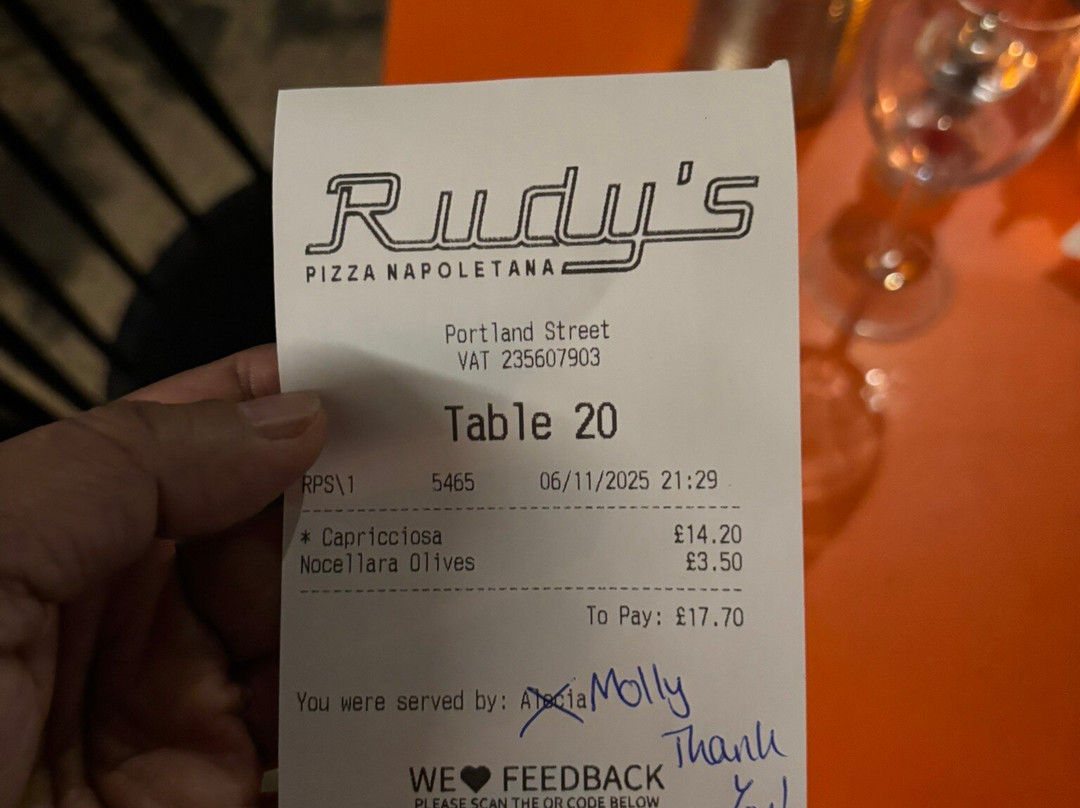 Rudy's
PIZZA NAPOLETANA
Portland Street
VAT 235607903
Table 20
RPS\1 5465 06/11/2025 21:29
* Capricciosa £14.20
Nocellara Olives £3.50
To Pay: £17.70
You were served by: Alecia Molly
Thank
You!
WE♥ FEEDBACK
PLEASE SCAN THE QR CODE BELOW